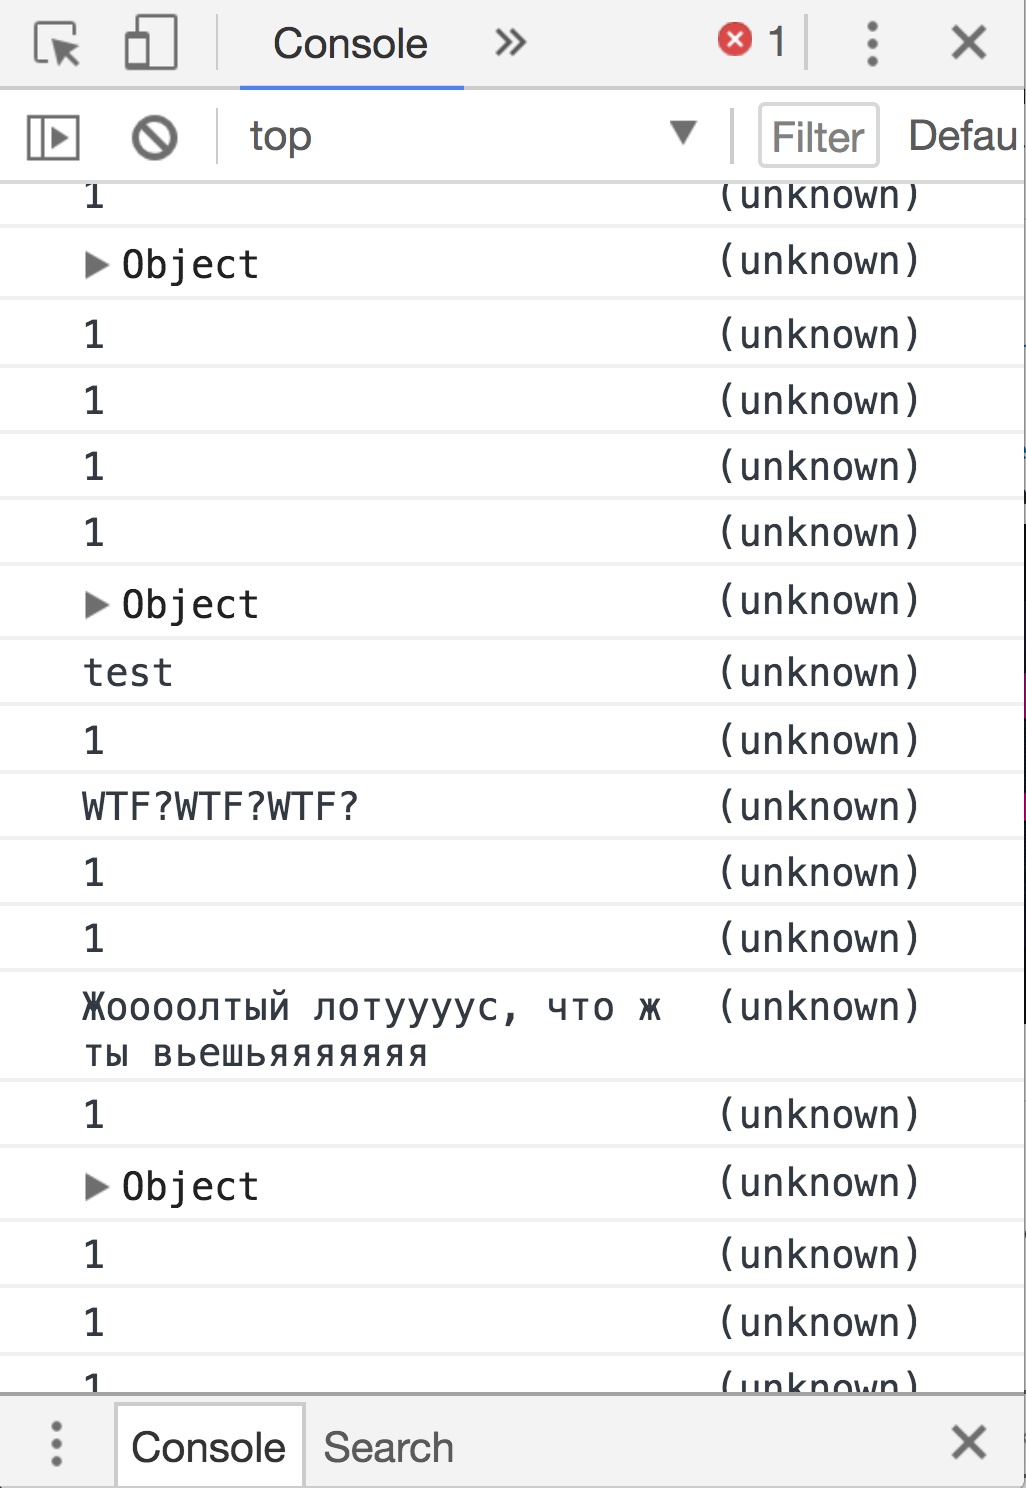 Console 1
top Filter Defau
1 (unknown)
Object (unknown)
1 (unknown)
1 (unknown)
1 (unknown)
1 (unknown)
Object (unknown)
test (unknown)
1 (unknown)
WTF?WTF?WTF? (unknown)
1 (unknown)
1 (unknown)
Жоооолтый лотуууус, что ж (unknown)
ты вьешьяяяяяяя
1 (unknown)
Object (unknown)
1 (unknown)
1 (unknown)
1 (unknown)
Console Search